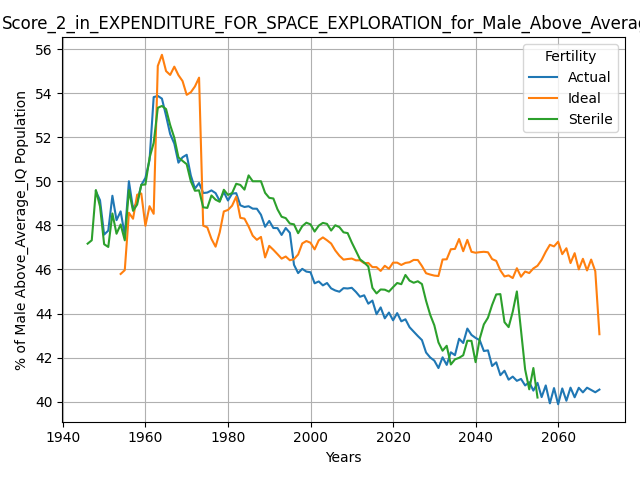 Score_2_in_EXPENDITURE_FOR_SPACE_EXPLORATION_for_Male_Above_Avera
Fertility
Actual
Ideal
Sterile
% of Male Above_Average_IQ Population
56
54
52
50
48
46
44
42
40
1940
1960
1980
2000
2020
2040
2060
Years